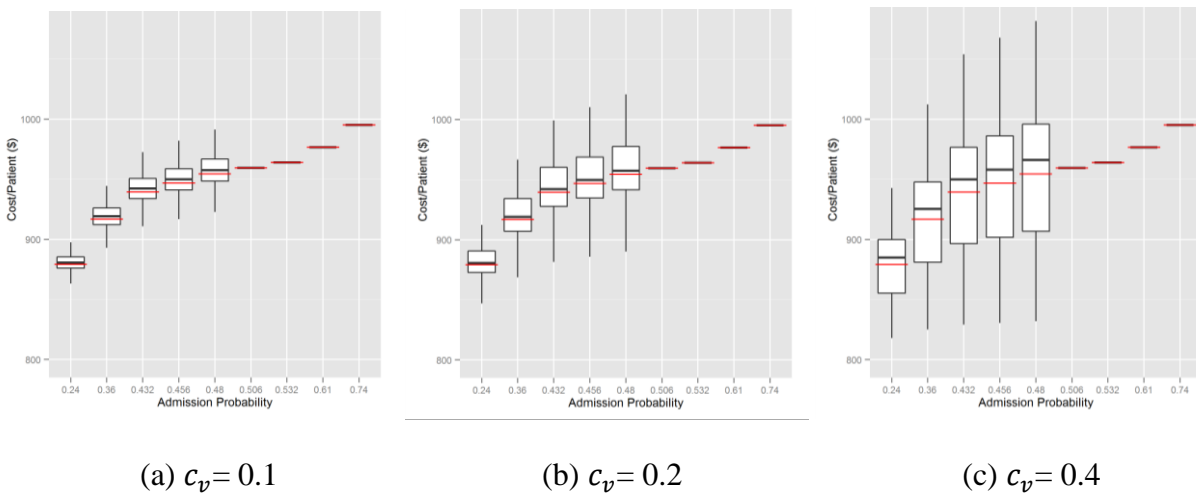 Cost/Patient ($)
1000
900
800
0.24 0.36 0.432 0.456 0.48 0.506 0.532 0.61 0.74
Admission Probability
(a) 𝑐𝑣= 0.1
Cost/Patient ($)
1000
900
800
0.24 0.36 0.432 0.456 0.48 0.506 0.532 0.61 0.74
Admission Probability
(b) 𝑐𝑣= 0.2
Cost/Patient ($)
1000
900
800
0.24 0.36 0.432 0.456 0.48 0.506 0.532 0.61 0.74
Admission Probability
(c) 𝑐𝑣= 0.4